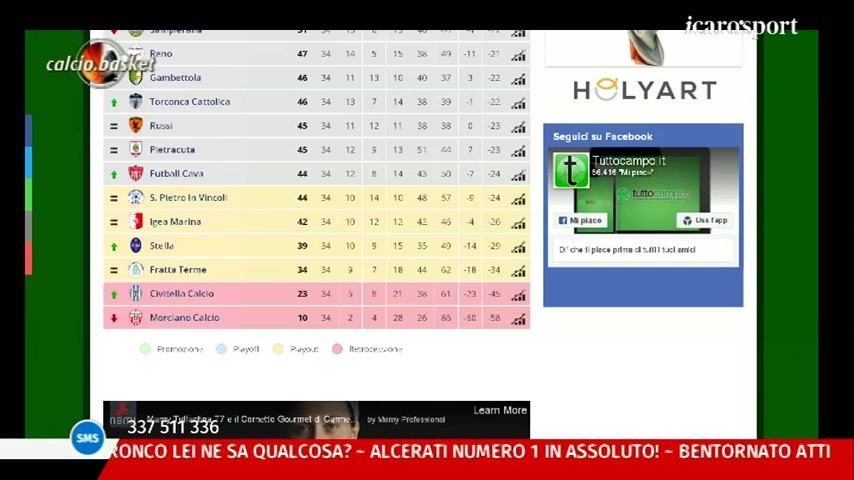 icarosport
calcio.basket
Reno 47 34 14 5 15 38 49 -11 -21
Gambettola 46 34 11 13 10 40 37 3 -22
Torconca Cattolica 46 34 13 7 14 38 39 -1 -22
Russi 45 34 11 12 11 38 38 0 -23
Pietracuta 45 34 12 9 13 51 44 7 -23
Futball Cava 44 34 12 8 14 43 50 -7 -24
S. Pietro In Vincoli 44 34 10 14 10 48 57 -9 -24
Igea Marina 42 34 10 12 12 42 46 -4 -26
Stella 39 34 10 9 15 35 49 -14 -29
Fratta Terme 34 34 9 7 18 44 62 -18 -34
Civitella Calcio 23 34 5 8 21 38 61 -23 -45
Morciano Calcio 10 34 2 4 28 26 86 -60 -58
Promozione Playoff Playout Retrocessione
HOLYART
Seguici su Facebook
Tuttocampo.it
56.416 "Mi piace"
tuttocampo
Mi piace Usa l'app
Di' che ti piace prima di tutti i tuoi amici
Learn More
by Memy Professional
SMS 337 511 336
RONCO LEI NE SA QUALCOSA? ~ ALCERATI NUMERO 1 IN ASSOLUTO! ~ BENTORNATO ATTI